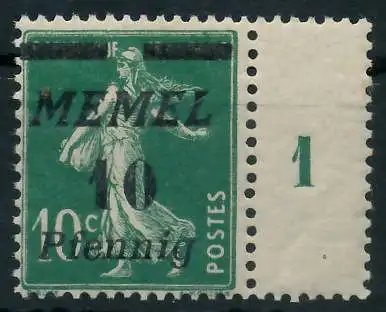 MEMEL
10
10c
Pfennig
POSTES
1